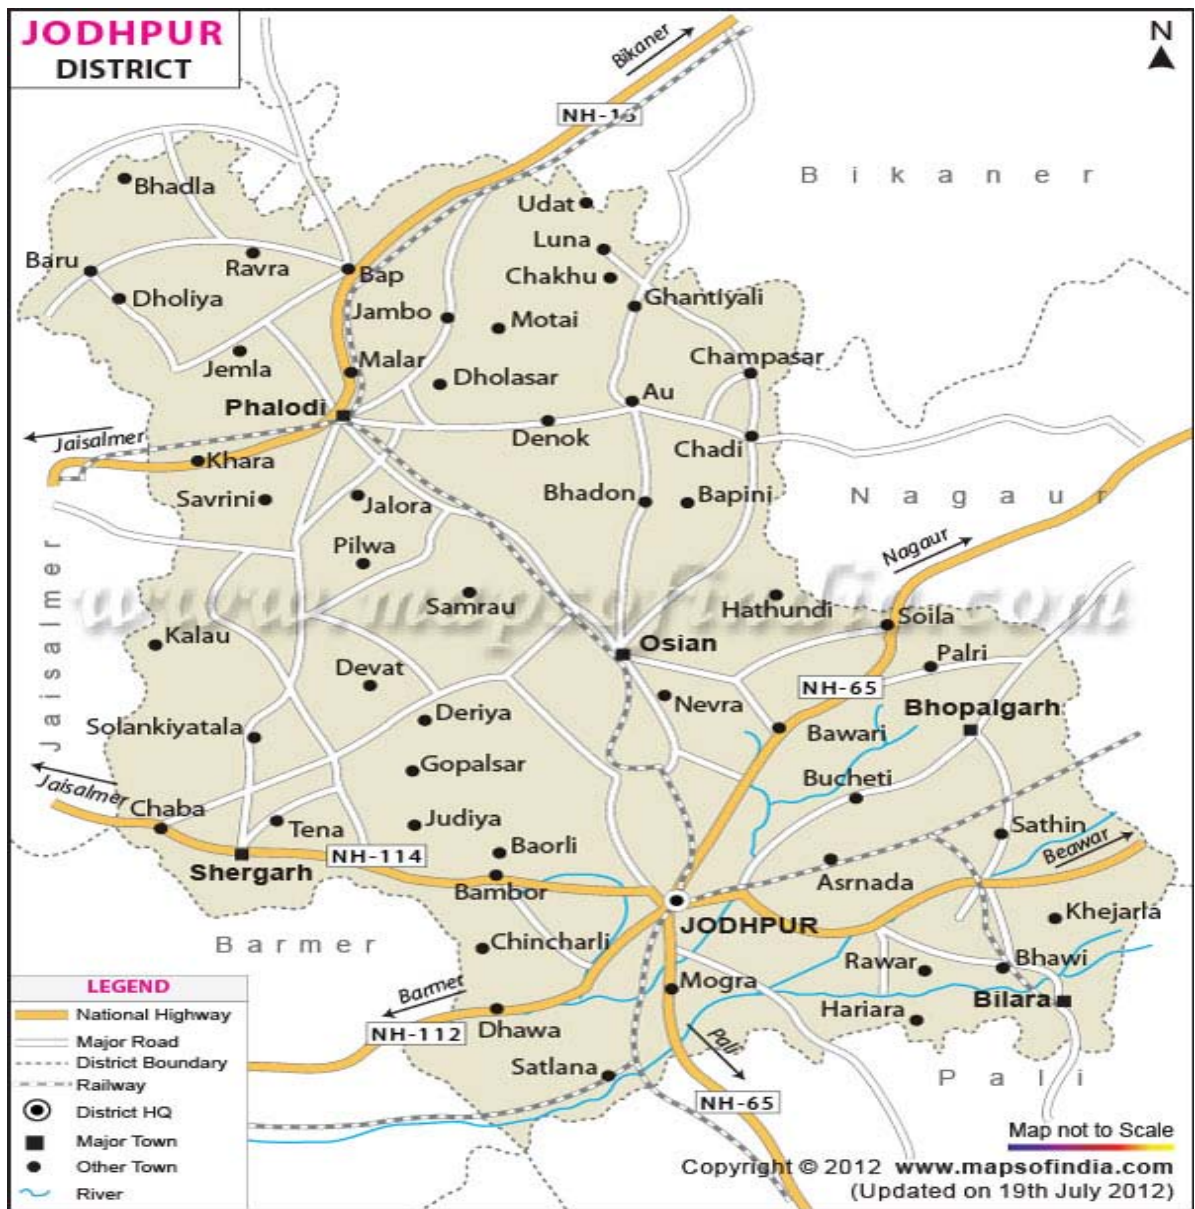 JODHPUR
DISTRICT
N
Bikaner
NH-15
Bikaner
Bhadla
Udat
Luna
Baru
Ravra
Bap
Chakhu
Dholiya
Ghantiyali
Jambo
Motai
Jemla
Malar
Dholasar
Champasar
Phalodi
Au
Jaisalmer
Denok
Chadi
Khara
Savrini
Jalora
Bhadon
Bapini
Nagaur
Pilwa
Nagaur
www.mapsofindia.com
Samrau
Hathundi
Soila
Jaisalmer
Kalau
Osian
Palri
Devat
NH-65
Nevra
Bhopalgarh
Solankiyatala
Deriya
Bawari
Gopalsar
Bucheti
Jaisalmer
Chaba
Tena
Judiya
Sathin
Baorli
Beawar
NH-114
Shergarh
Bambor
Asrnada
Khejarla
JODHPUR
Barmer
Chincharli
Rawar
Bhawi
Mogra
Barmer
Hariara
Bilara
Dhawa
NH-112
Pali
Satlana
Pali
NH-65
LEGEND
National Highway
Major Road
District Boundary
Railway
District HQ
Major Town
Other Town
River
Map not to Scale
Copyright © 2012 www.mapsofindia.com
(Updated on 19th July 2012)